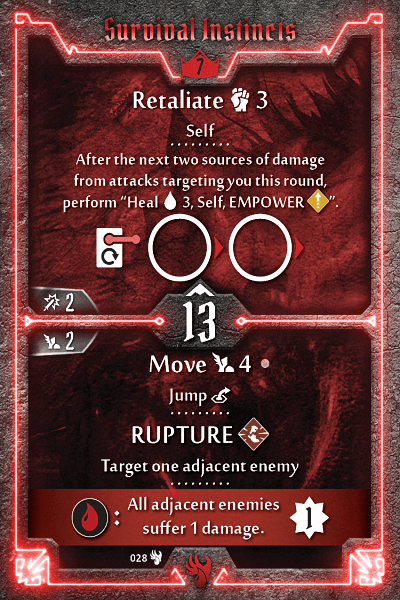 Survival Instincts
7
Retaliate 3
Self
After the next two sources of damage
from attacks targeting you this round,
perform “Heal 3, Self, EMPOWER ”.
2
13
2
Move 4
Jump
RUPTURE
Target one adjacent enemy
: All adjacent enemies
suffer 1 damage.
1
028